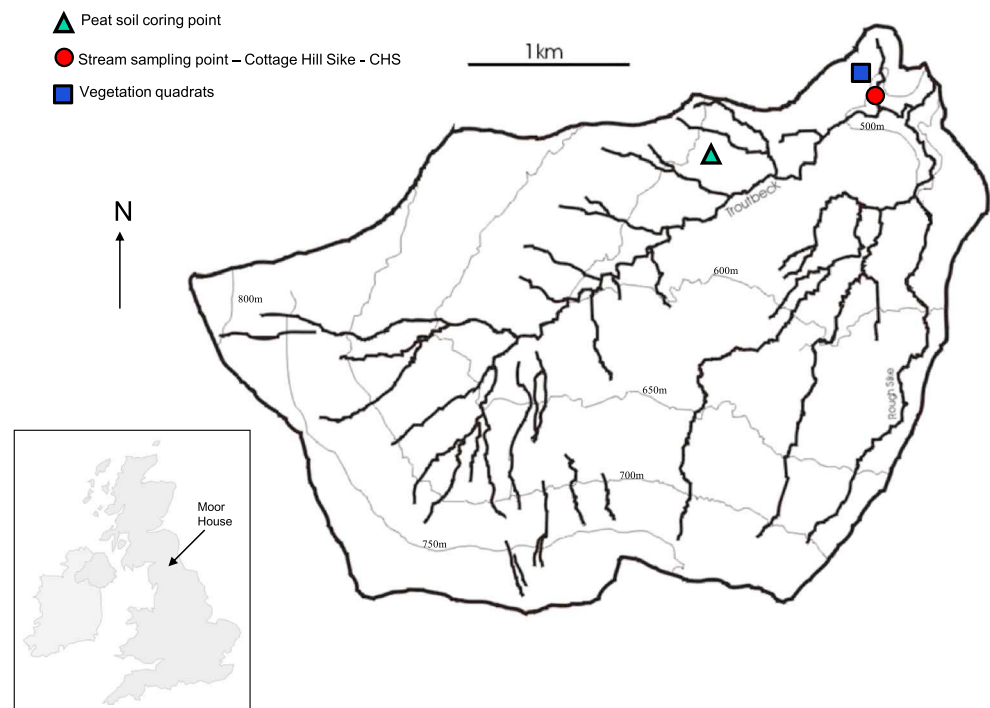 Peat soil coring point
Stream sampling point – Cottage Hill Sike - CHS
Vegetation quadrats
1km
500m
N
Troutbeck
600m
800m
650m
Rough Sike
700m
750m
Moor
House